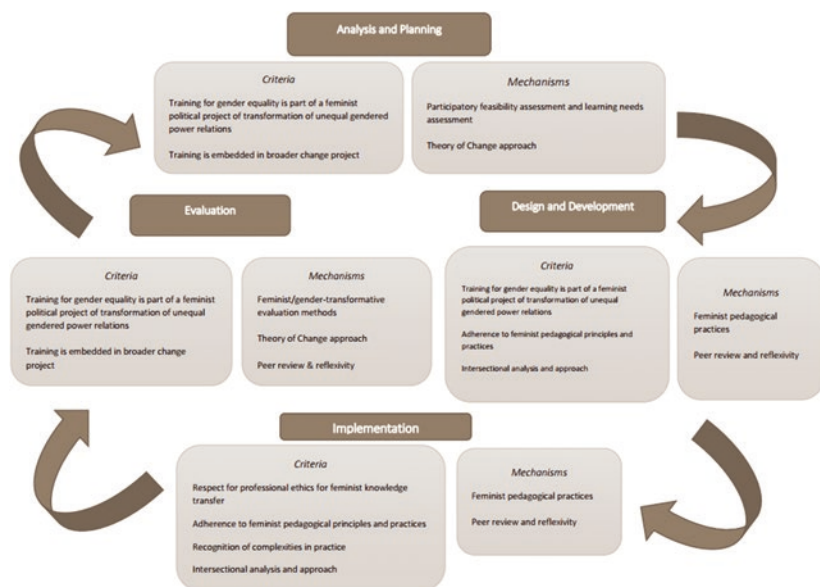 Analysis and Planning
Criteria
Training for gender equality is part of a feminist
political project of transformation of unequal gendered
power relations
Training is embedded in broader change project
Mechanisms
Participatory feasibility assessment and learning needs
assessment
Theory of Change approach
Design and Development
Criteria
Training for gender equality is part of a feminist
political project of transformation of unequal
gendered power relations
Adherence to feminist pedagogical principles and
practices
Intersectional analysis and approach
Mechanisms
Feminist pedagogical
practices
Peer review and reflexivity
Implementation
Criteria
Respect for professional ethics for feminist knowledge
transfer
Adherence to feminist pedagogical principles and practices
Recognition of complexities in practice
Intersectional analysis and approach
Mechanisms
Feminist pedagogical practices
Peer review and reflexivity
Evaluation
Criteria
Training for gender equality is part of a feminist
political project of transformation of unequal
gendered power relations
Training is embedded in broader change
project
Mechanisms
Feminist/gender-transformative
evaluation methods
Theory of Change approach
Peer review & reflexivity